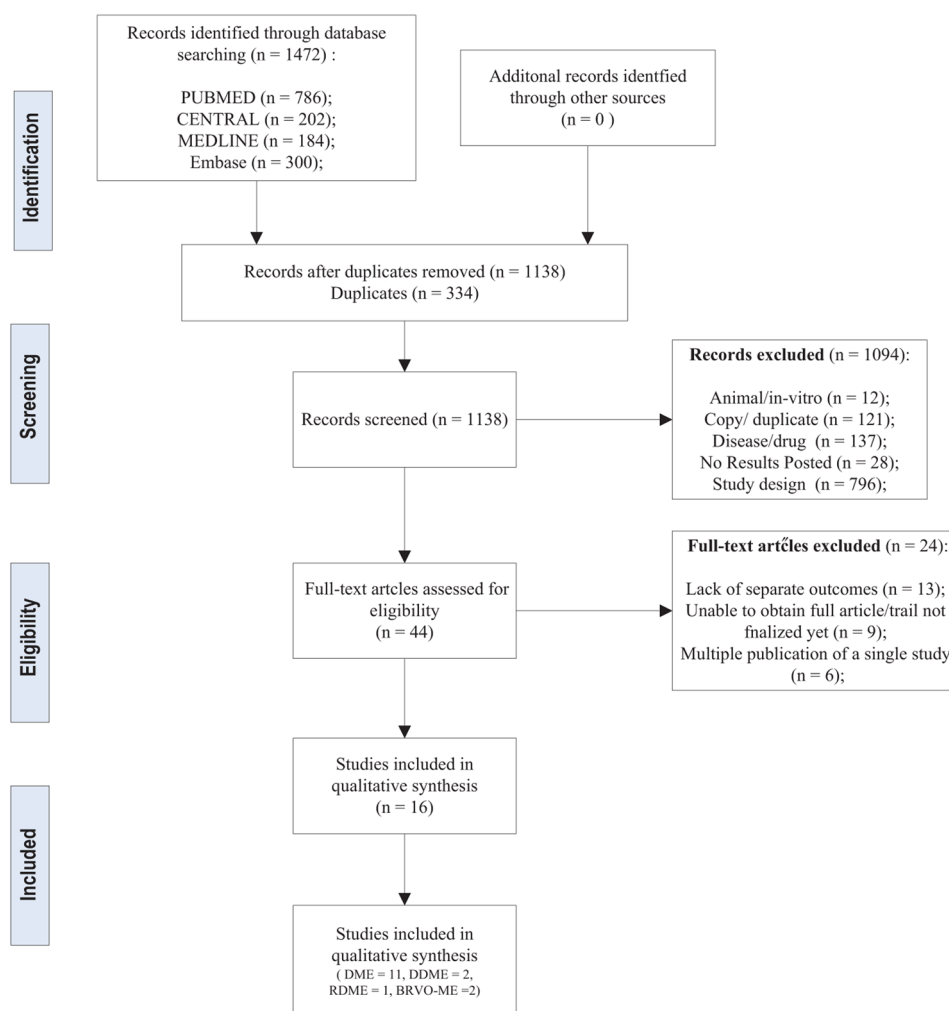 Records identified through database
searching (n = 1472) :
PUBMED (n = 786);
CENTRAL (n = 202);
MEDLINE (n = 184);
Embase (n = 300);
Additonal records identfied
through other sources
(n = 0 )
Identification
Records after duplicates removed (n = 1138)
Duplicates (n = 334)
Screening
Records screened (n = 1138)
Records excluded (n = 1094):
Animal/in-vitro (n = 12);
Copy/ duplicate (n = 121);
Disease/drug (n = 137);
No Results Posted (n = 28);
Study design (n = 796);
Eligibility
Full-text artcles assessed for
eligibility
(n = 44)
Full-text artcles excluded (n = 24):
Lack of separate outcomes (n = 13);
Unable to obtain full article/trail not
fnalized yet (n = 9);
Multiple publication of a single study
(n = 6);
Included
Studies included in
qualitative synthesis
(n = 16)
Studies included in
qualitative synthesis
( DME = 11, DDME = 2,
RDME = 1, BRVO-ME =2)